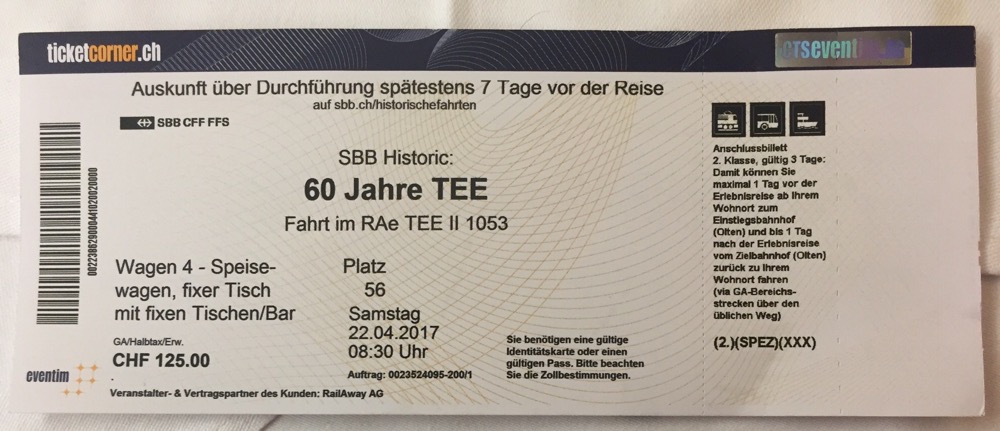 ticketcorner.ch
Auskunft über Durchführung spätestens 7 Tage vor der Reise
auf sbb.ch/historischefahrten
SBB CFF FFS
SBB Historic:
60 Jahre TEE
Fahrt im RAe TEE II 1053
Wagen 4 - Speise-
wagen, fixer Tisch
mit fixen Tischen/Bar
Platz
56
Samstag
22.04.2017
08:30 Uhr
GA/Halbtax/Erw.
CHF 125.00
Auftrag: 0023524095-200/1
Veranstalter- & Vertragspartner des Kunden: RailAway AG
eventim
Sie benötigen eine gültige
Identitätskarte oder einen
gültigen Pass. Bitte beachten
Sie die Zollbestimmungen.
CTS
Anschlussbillett
2. Klasse, gültig 3 Tage:
Damit können Sie
maximal 1 Tag vor der
Erlebnisreise ab Ihrem
Wohnort zum
Einstiegsbahnhof
(Olten) und bis 1 Tag
nach der Erlebnisreise
vom Zielbahnhof (Olten)
zurück zu Ihrem
Wohnort fahren
(via GA-Bereichs-
strecken über den
üblichen Weg)
(2.)(SPEZ)(XXX)